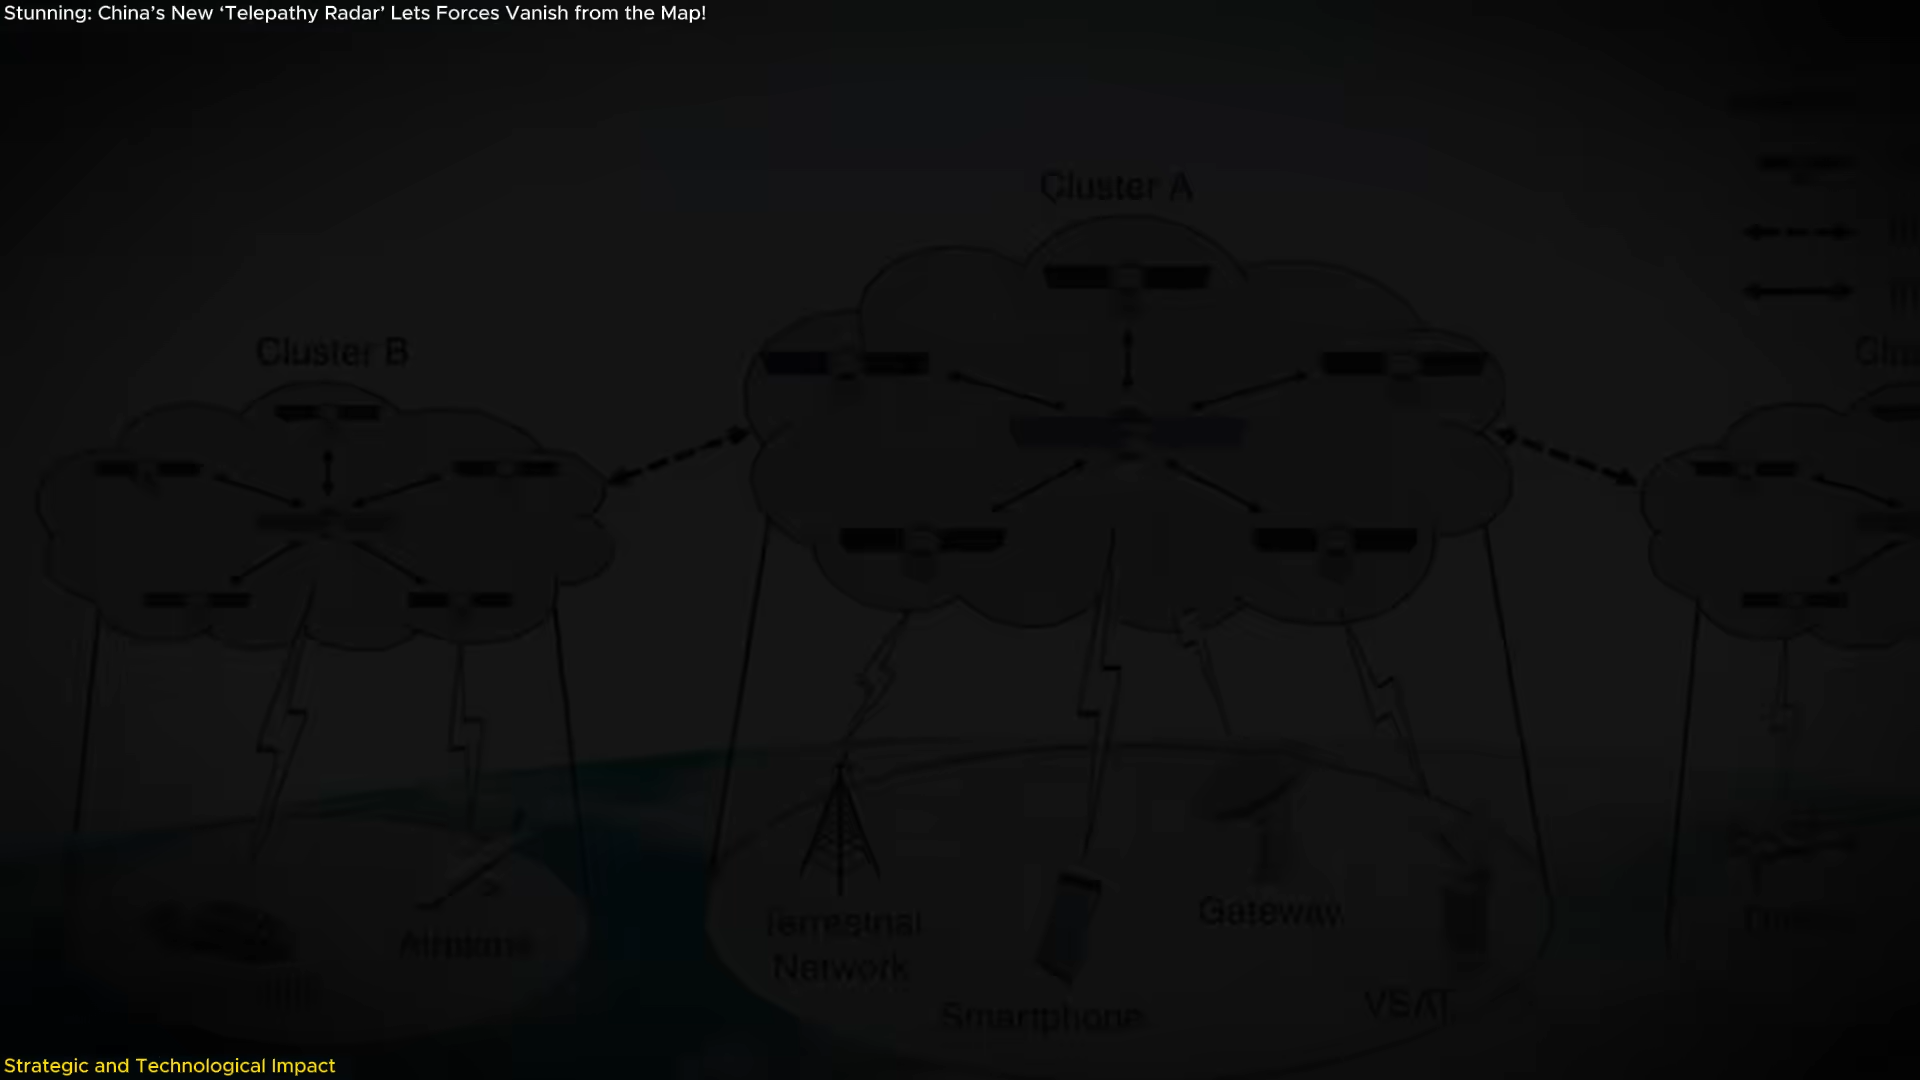 Stunning: China’s New ‘Telepathy Radar’ Lets Forces Vanish from the Map!
Cluster A
Cluster B
Airplane
Terrestrial
Network
Gateway
Smartphone
VSAT
Strategic and Technological Impact